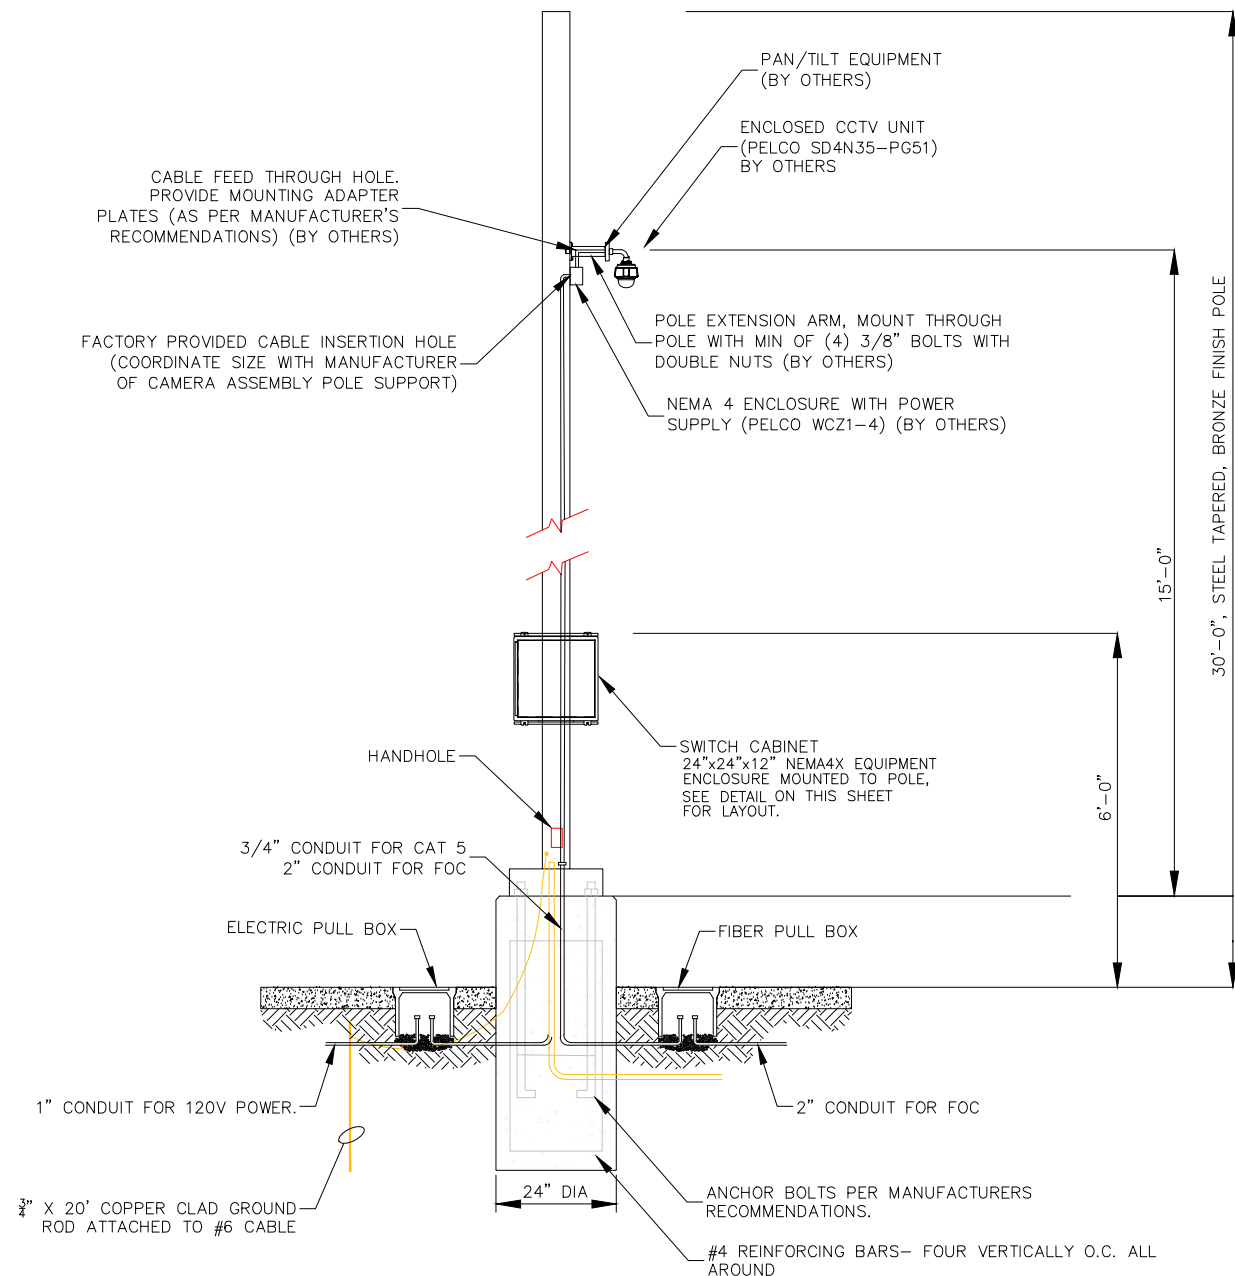 PAN/TILT EQUIPMENT
(BY OTHERS)
ENCLOSED CCTV UNIT
(PELCO SD4N35-PG51)
BY OTHERS
CABLE FEED THROUGH HOLE.
PROVIDE MOUNTING ADAPTER
PLATES (AS PER MANUFACTURER'S
RECOMMENDATIONS) (BY OTHERS)
POLE EXTENSION ARM, MOUNT THROUGH
POLE WITH MIN OF (4) 3/8" BOLTS WITH
DOUBLE NUTS (BY OTHERS)
FACTORY PROVIDED CABLE INSERTION HOLE
(COORDINATE SIZE WITH MANUFACTURER
OF CAMERA ASSEMBLY POLE SUPPORT)
NEMA 4 ENCLOSURE WITH POWER
SUPPLY (PELCO WCZ1-4) (BY OTHERS)
30'-0", STEEL TAPERED, BRONZE FINISH POLE
15'-0"
6'-0"
SWITCH CABINET
24"x24"x12" NEMA4X EQUIPMENT
ENCLOSURE MOUNTED TO POLE,
SEE DETAIL ON THIS SHEET
FOR LAYOUT.
HANDHOLE
3/4" CONDUIT FOR CAT 5
2" CONDUIT FOR FOC
ELECTRIC PULL BOX
FIBER PULL BOX
1" CONDUIT FOR 120V POWER.
2" CONDUIT FOR FOC
24" DIA
¾" X 20' COPPER CLAD GROUND
ROD ATTACHED TO #6 CABLE
ANCHOR BOLTS PER MANUFACTURERS
RECOMMENDATIONS.
#4 REINFORCING BARS- FOUR VERTICALLY O.C. ALL
AROUND